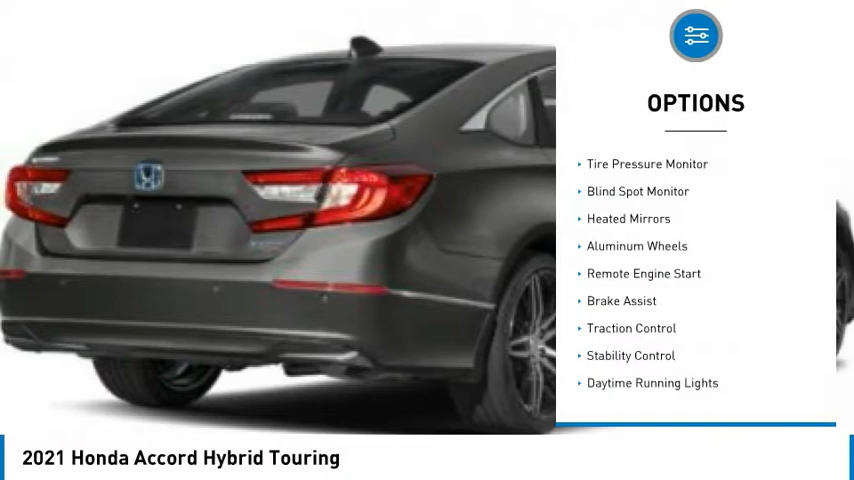 OPTIONS
Tire Pressure Monitor
Blind Spot Monitor
Heated Mirrors
Aluminum Wheels
Remote Engine Start
Brake Assist
Traction Control
Stability Control
Daytime Running Lights
2021 Honda Accord Hybrid Touring